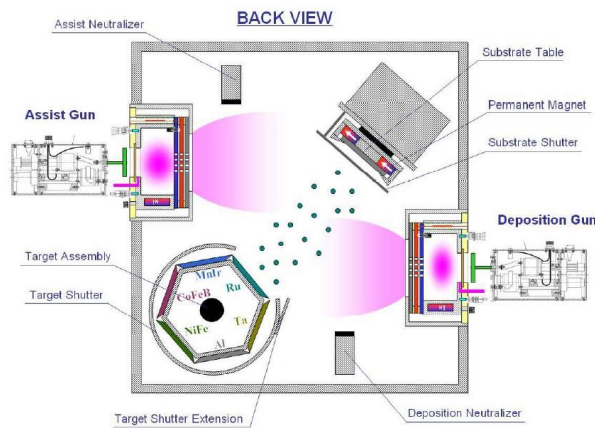 BACK VIEW
Assist Neutralizer
Substrate Table
Permanent Magnet
Substrate Shutter
Assist Gun
Deposition Gun
Target Assembly
Target Shutter
MnIr
Ru
CoFeB
Ta
NiFe
Al
Target Shutter Extension
Deposition Neutralizer